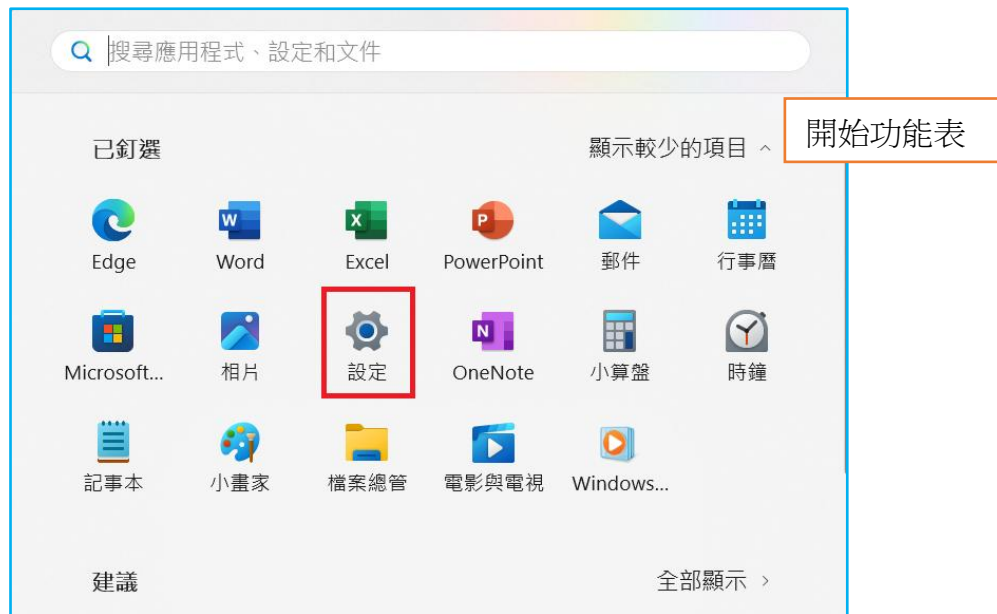 搜尋應用程式、設定和文件
開始功能表
已釘選
顯示較少的項目
Edge
Word
Excel
PowerPoint
郵件
行事曆
Microsoft...
相片
設定
OneNote
小算盤
時鐘
記事本
小畫家
檔案總管
電影與電視
Windows...
建議
全部顯示